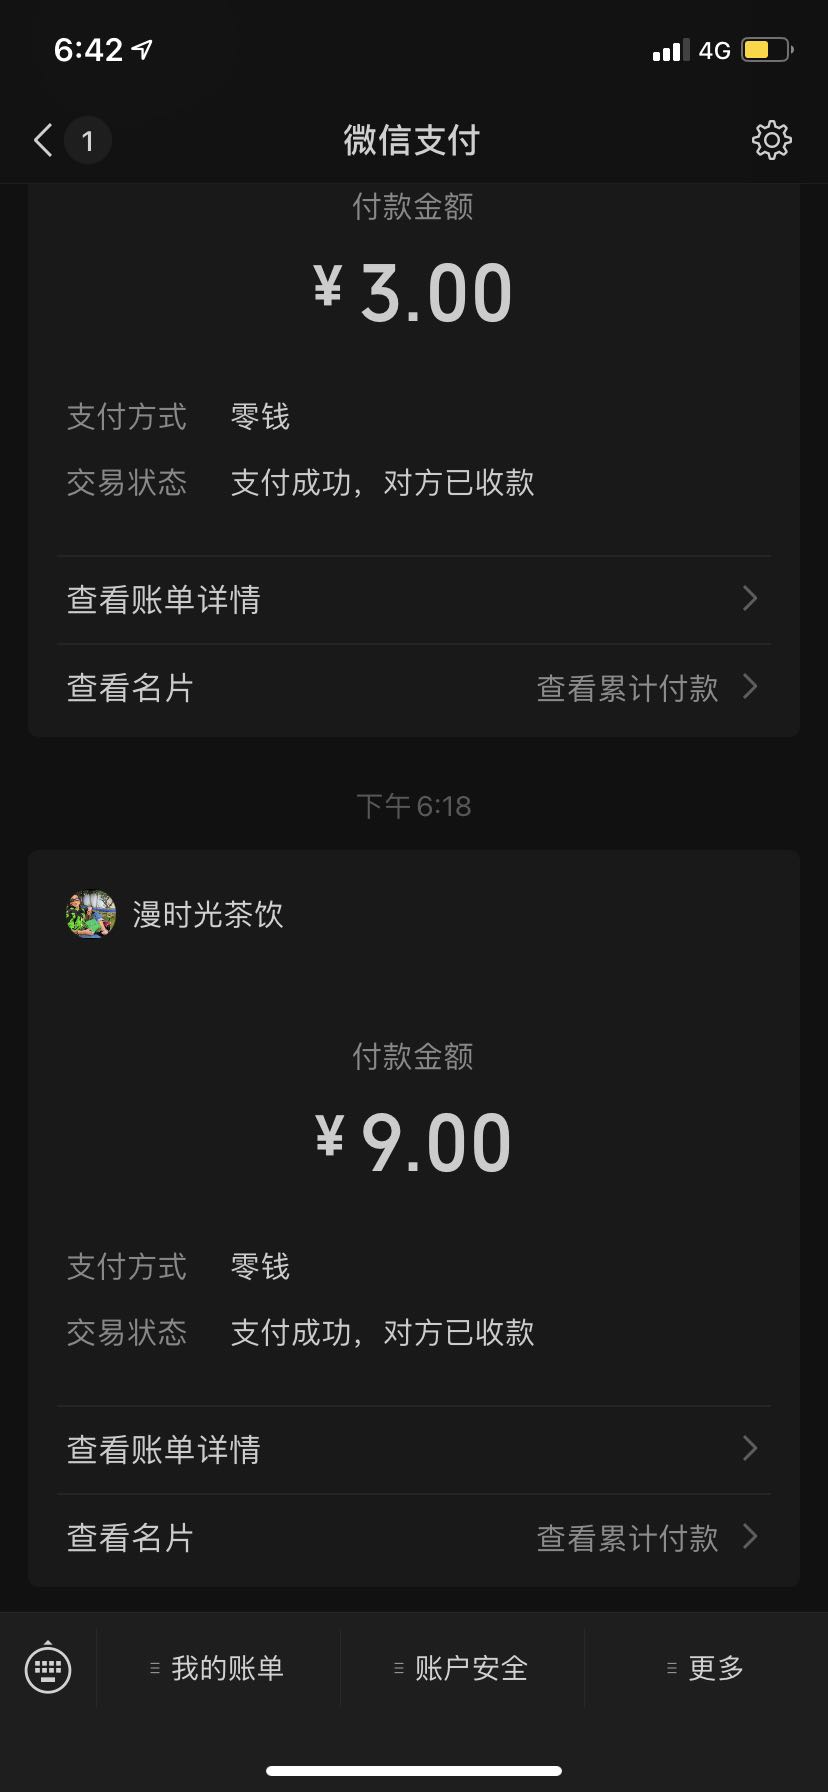 6:42
4G
1
微信支付
付款金额
¥3.00
支付方式 零钱
交易状态 支付成功，对方已收款
查看账单详情
查看名片 查看累计付款
下午6:18
漫时光茶饮
付款金额
¥9.00
支付方式 零钱
交易状态 支付成功，对方已收款
查看账单详情
查看名片 查看累计付款
我的账单 账户安全 更多